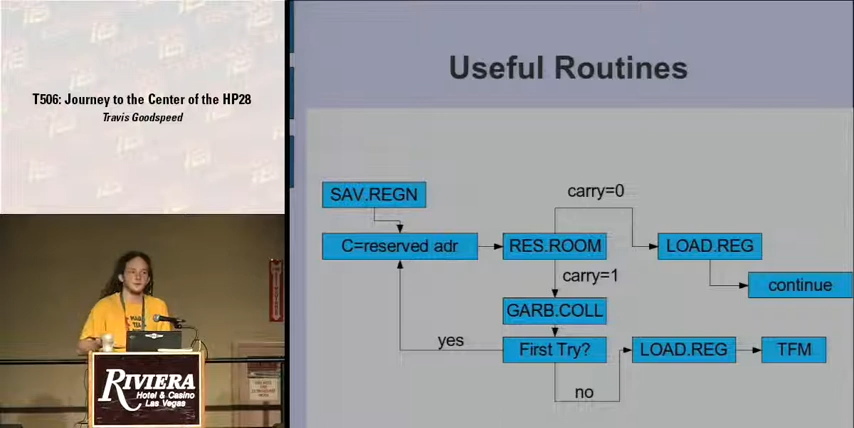 T506: Journey to the Center of the HP28
Travis Goodspeed
RIVIERA
Hotel & Casino
Las Vegas
Useful Routines
SAV.REGN
carry=0
C=reserved adr
RES.ROOM
LOAD.REG
carry=1
continue
GARB.COLL
yes
First Try?
LOAD.REG
TFM
no